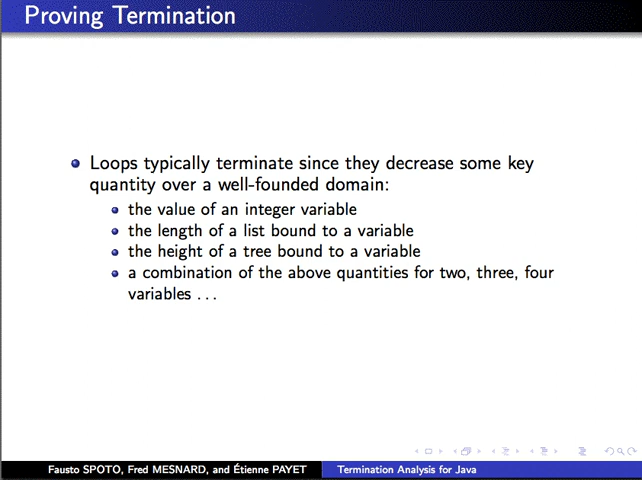 Proving Termination
Loops typically terminate since they decrease some key
quantity over a well-founded domain:
the value of an integer variable
the length of a list bound to a variable
the height of a tree bound to a variable
a combination of the above quantities for two, three, four
variables ...
Fausto SPOTO, Fred MESNARD, and Étienne PAYET
Termination Analysis for Java